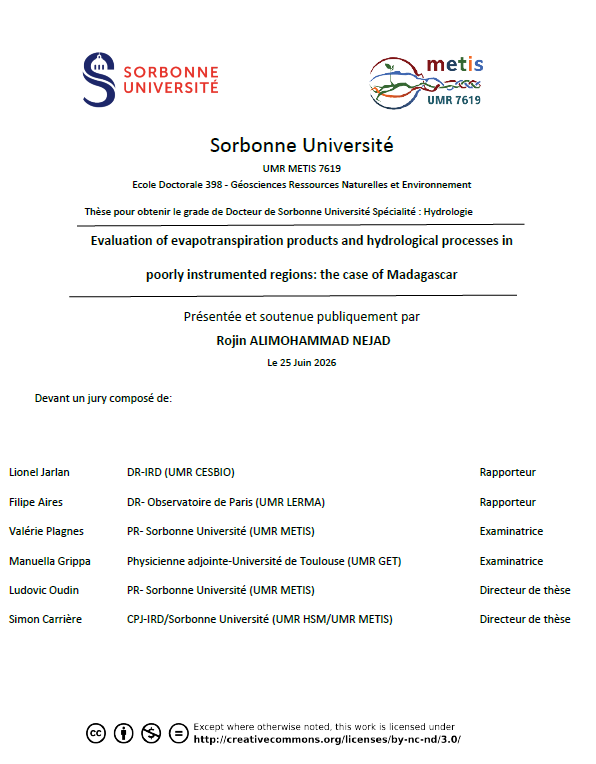 SORBONNE
UNIVERSITÉ
metis
UMR 7619
Sorbonne Université
UMR METIS 7619
Ecole Doctorale 398 - Géosciences Ressources Naturelles et Environnement
Thèse pour obtenir le grade de Docteur de Sorbonne Université Spécialité : Hydrologie
Evaluation of evapotranspiration products and hydrological processes in
poorly instrumented regions: the case of Madagascar
Présentée et soutenue publiquement par
Rojin ALIMOHAMMAD NEJAD
Le 25 Juin 2026
Devant un jury composé de:
Lionel Jarlan DR-IRD (UMR CESBIO) Rapporteur
Filipe Aires DR- Observatoire de Paris (UMR LERMA) Rapporteur
Valérie Plagnes PR- Sorbonne Université (UMR METIS) Examinatrice
Manuella Grippa Physicienne adjointe-Université de Toulouse (UMR GET) Examinatrice
Ludovic Oudin PR- Sorbonne Université (UMR METIS) Directeur de thèse
Simon Carrière CPJ-IRD/Sorbonne Université (UMR HSM/UMR METIS) Directeur de thèse
cc Except where otherwise noted, this work is licensed under
http://creativecommons.org/licenses/by-nc-nd/3.0/